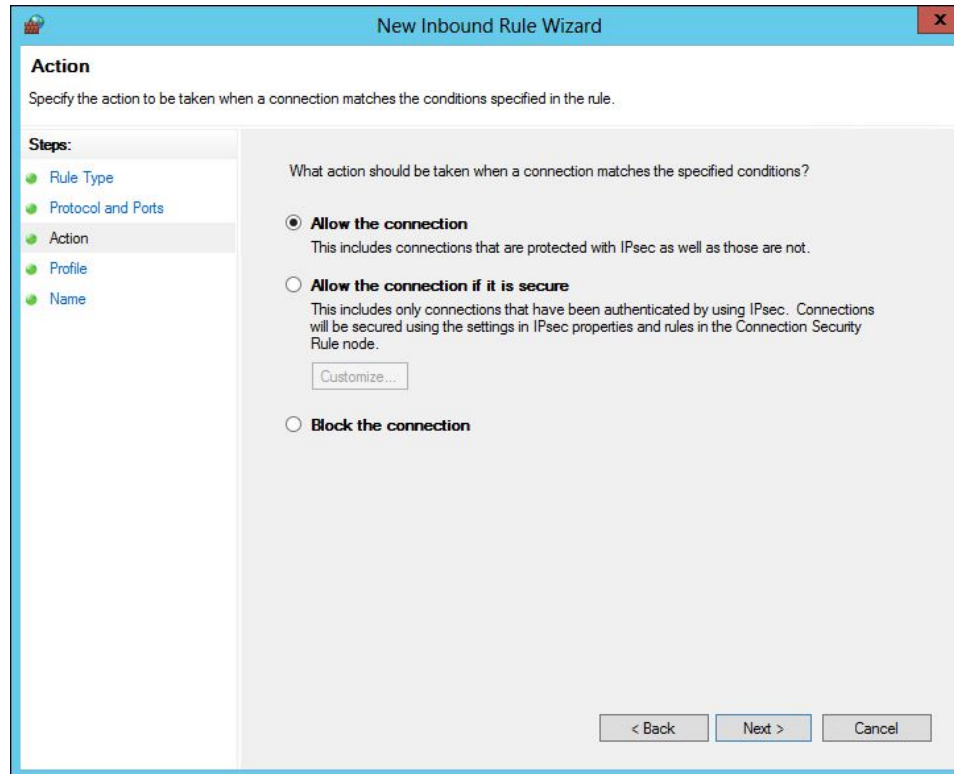 New Inbound Rule Wizard
x
Action
Specify the action to be taken when a connection matches the conditions specified in the rule.
Steps:
Rule Type
Protocol and Ports
Action
Profile
Name
What action should be taken when a connection matches the specified conditions?
Allow the connection
This includes connections that are protected with IPsec as well as those are not.
Allow the connection if it is secure
This includes only connections that have been authenticated by using IPsec. Connections
will be secured using the settings in IPsec properties and rules in the Connection Security
Rule node.
Customize...
Block the connection
< Back
Next >
Cancel